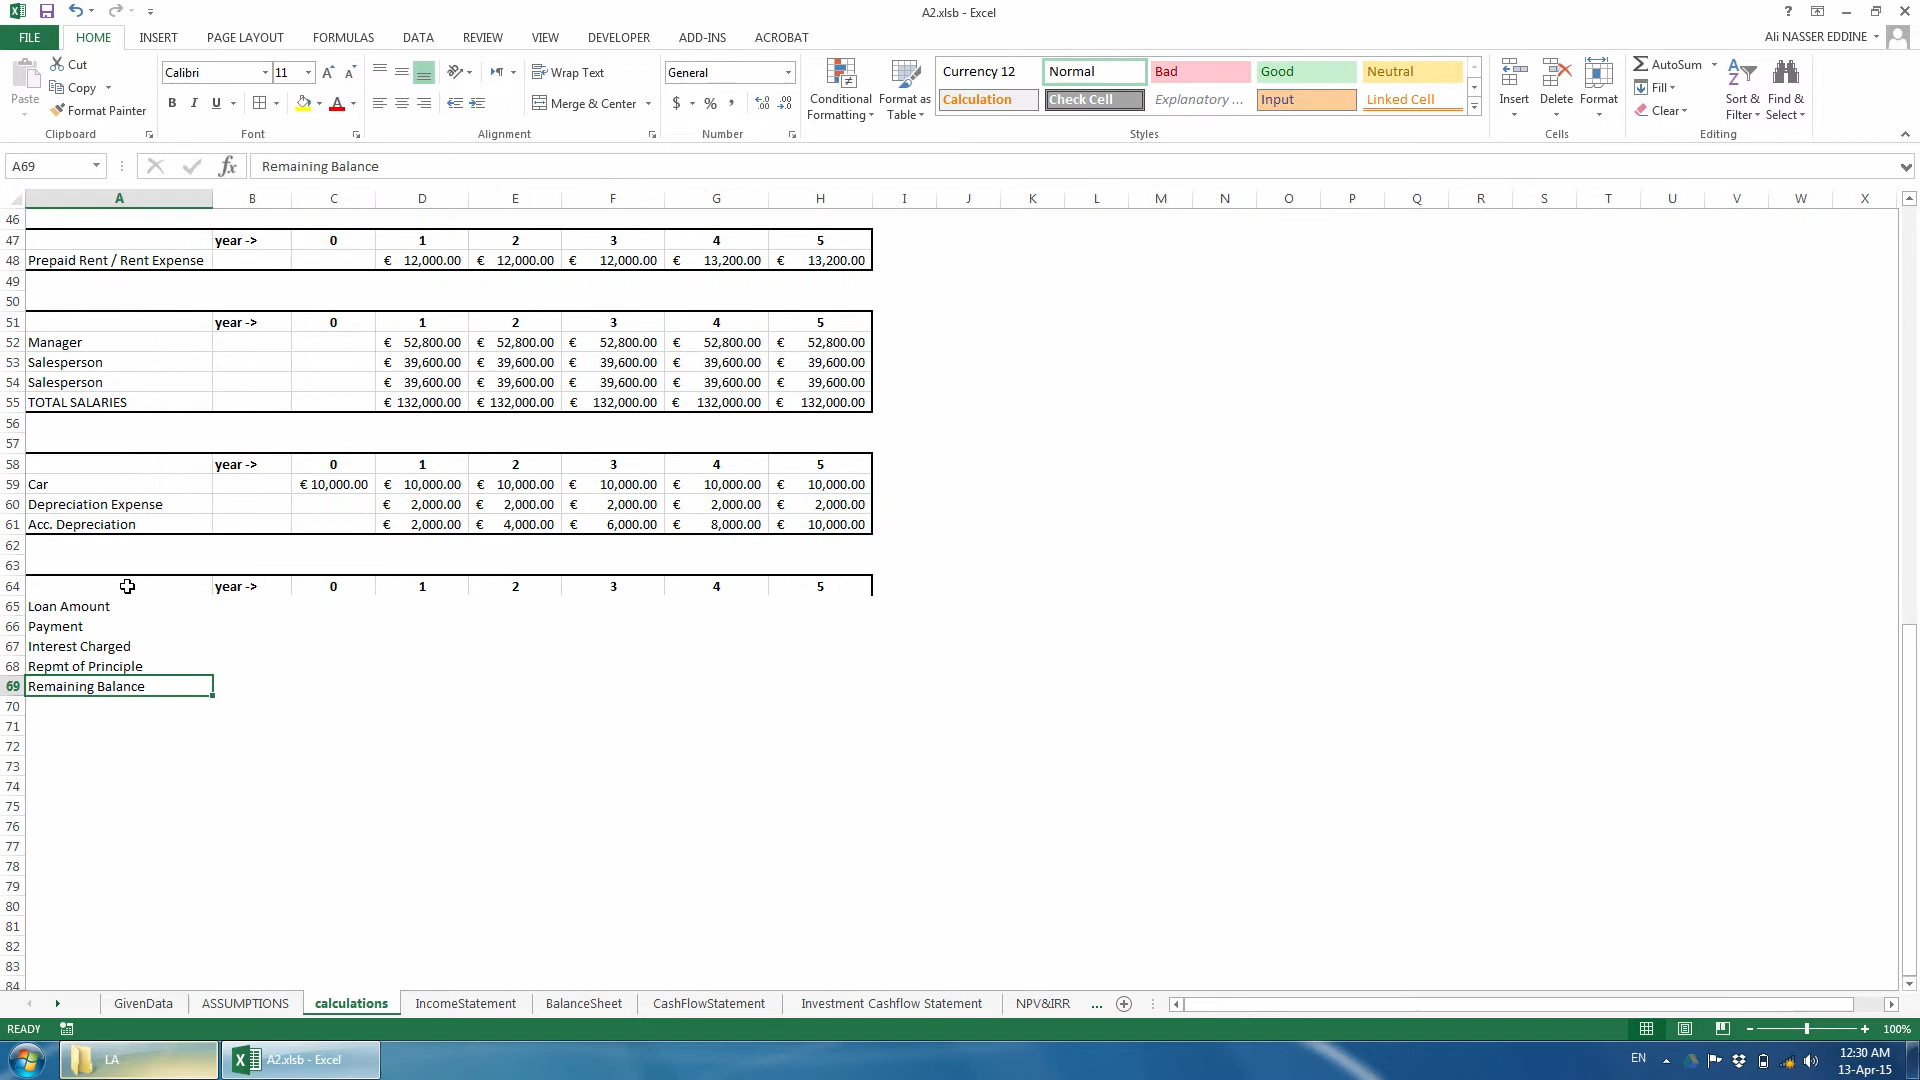 A2.xlsb - Excel
FILE HOME INSERT PAGE LAYOUT FORMULAS DATA REVIEW VIEW DEVELOPER ADD-INS ACROBAT Ali NASSER EDDINE
Paste Cut Copy Format Painter Clipboard
Calibri 11 B I U Font
Wrap Text Merge & Center Alignment
General $ % , Number
Conditional Formatting Format as Table
Currency 12 Normal Bad Good Neutral
Calculation Check Cell Explanatory ... Input Linked Cell
Styles
Insert Delete Format Cells
AutoSum Fill Clear Sort & Filter Find & Select Editing
A69 fx Remaining Balance
A B C D E F G H I J K L M N O P Q R S T U V W X
46
47 year -> 0 1 2 3 4 5
48 Prepaid Rent / Rent Expense € 12,000.00 € 12,000.00 € 12,000.00 € 13,200.00 € 13,200.00
49
50
51 year -> 0 1 2 3 4 5
52 Manager € 52,800.00 € 52,800.00 € 52,800.00 € 52,800.00 € 52,800.00
53 Salesperson € 39,600.00 € 39,600.00 € 39,600.00 € 39,600.00 € 39,600.00
54 Salesperson € 39,600.00 € 39,600.00 € 39,600.00 € 39,600.00 € 39,600.00
55 TOTAL SALARIES € 132,000.00 € 132,000.00 € 132,000.00 € 132,000.00 € 132,000.00
56
57
58 year -> 0 1 2 3 4 5
59 Car € 10,000.00 € 10,000.00 € 10,000.00 € 10,000.00 € 10,000.00 € 10,000.00
60 Depreciation Expense € 2,000.00 € 2,000.00 € 2,000.00 € 2,000.00 € 2,000.00
61 Acc. Depreciation € 2,000.00 € 4,000.00 € 6,000.00 € 8,000.00 € 10,000.00
62
63
64 year -> 0 1 2 3 4 5
65 Loan Amount
66 Payment
67 Interest Charged
68 Repmt of Principle
69 Remaining Balance
70
71
72
73
74
75
76
77
78
79
80
81
82
83
84
GivenData ASSUMPTIONS calculations IncomeStatement BalanceSheet CashFlowStatement Investment Cashflow Statement NPV&IRR ...
READY 100%
LA A2.xlsb - Excel EN 12:30 AM
13-Apr-15